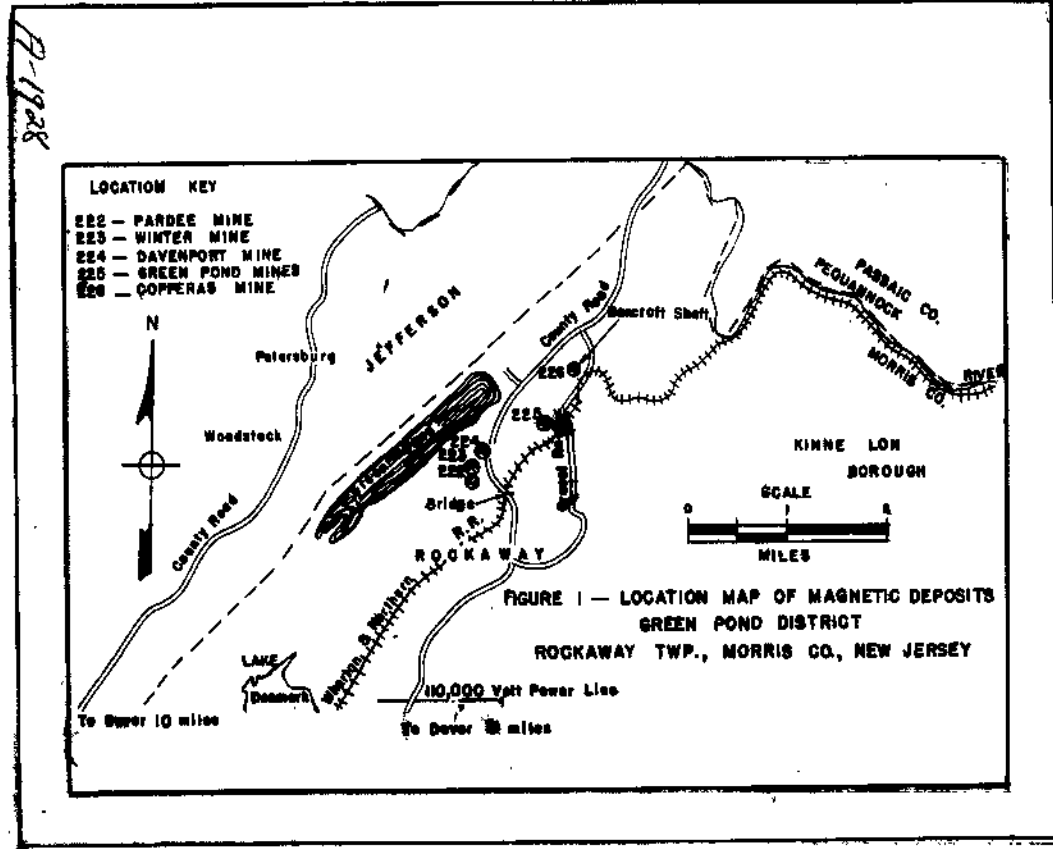 A-1928
LOCATION KEY
222 — PARDEE MINE
223 — WINTER MINE
224 — DAVENPORT MINE
225 — GREEN POND MINES
226 — COPPERAS MINE
N
JEFFERSON
County Road
Bancroft Shaft
PASSAIC CO.
PEQUANNOCK
MORRIS CO.
RIVER
Petersburg
Woodstock
226
225
224
223
222
Gravel Rd.
Bridge
R.R.
ROCKAWAY
County Road
KINNE LON
BOROUGH
SCALE
0
MILES
FIGURE 1 — LOCATION MAP OF MAGNETIC DEPOSITS
GREEN POND DISTRICT
ROCKAWAY TWP., MORRIS CO., NEW JERSEY
LAKE
Denmark
Wharton & Northern
110,000 Volt Power Line
To Dover 10 miles
To Dover miles